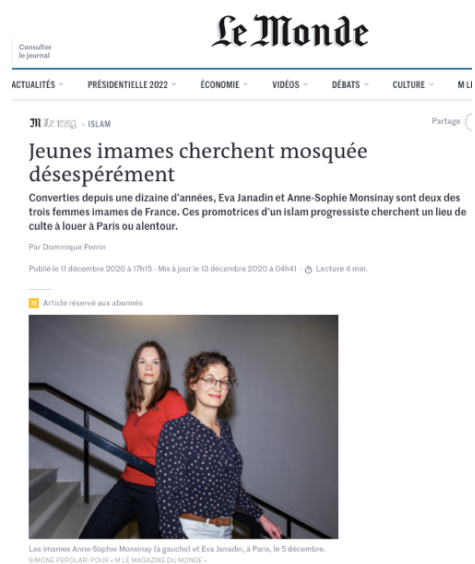 Le Monde
Consulter
le journal
ACTUALITÉS
PRÉSIDENTIELLE 2022
ÉCONOMIE
VIDÉOS
DÉBATS
CULTURE
M L
M Le mag - ISLAM
Partage
Jeunes imames cherchent mosquée
désespérément
Converties depuis une dizaine d'années, Eva Janadin et Anne-Sophie Monsinay sont deux des
trois femmes imames de France. Ces promotrices d'un islam progressiste cherchent un lieu de
culte à louer à Paris ou alentour.
Par Dominique Perrin
Publié le 11 décembre 2020 à 17h15 - Mis à jour le 13 décembre 2020 à 04h41 - Lecture 4 min.
Article réservé aux abonnés
Les imames Anne-Sophie Monsinay (à gauche) et Eva Janadin, à Paris, le 5 décembre.
SIMONE PEROLARI POUR « M LE MAGAZINE DU MONDE »